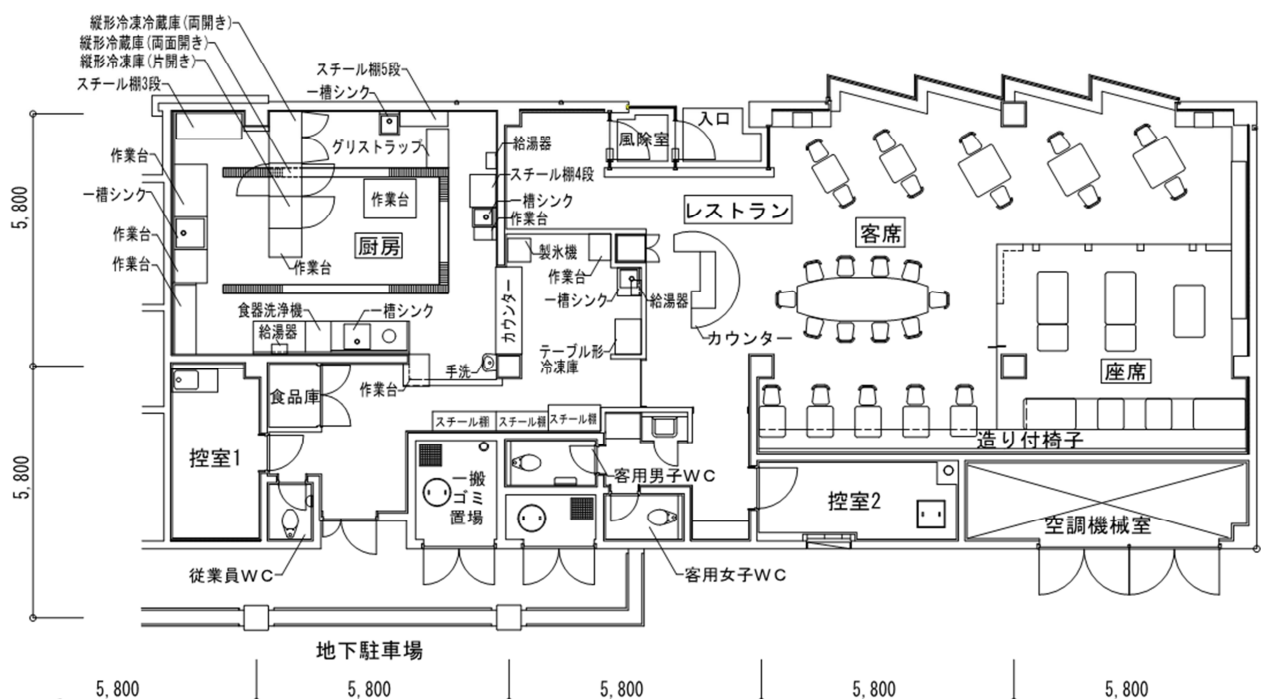 縦形冷凍冷蔵庫(両開き)
縦形冷蔵庫(両面開き)
縦形冷凍庫(片開き)
スチール棚3段
スチール棚5段
一槽シンク
グリストラップ
給湯器
スチール棚4段
一槽シンク
作業台
作業台
一槽シンク
作業台
作業台
作業台
厨房
作業台
食器洗浄機
一槽シンク
給湯器
カウンター
手洗
作業台
風除室
入口
レストラン
客席
製氷機
作業台
一槽シンク
給湯器
カウンター
テーブル形
冷凍庫
座席
造り付椅子
食品庫
控室1
スチール棚
スチール棚
スチール棚
一搬
ゴミ
置場
客用男子WC
控室2
空調機械室
従業員WC
客用女子WC
地下駐車場
5,800
5,800
5,800
5,800
5,800
5,800
5,800